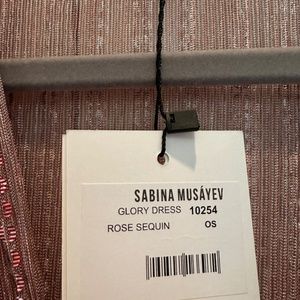 SABINA MUSÁYEV
GLORY DRESS 10254
ROSE SEQUIN OS